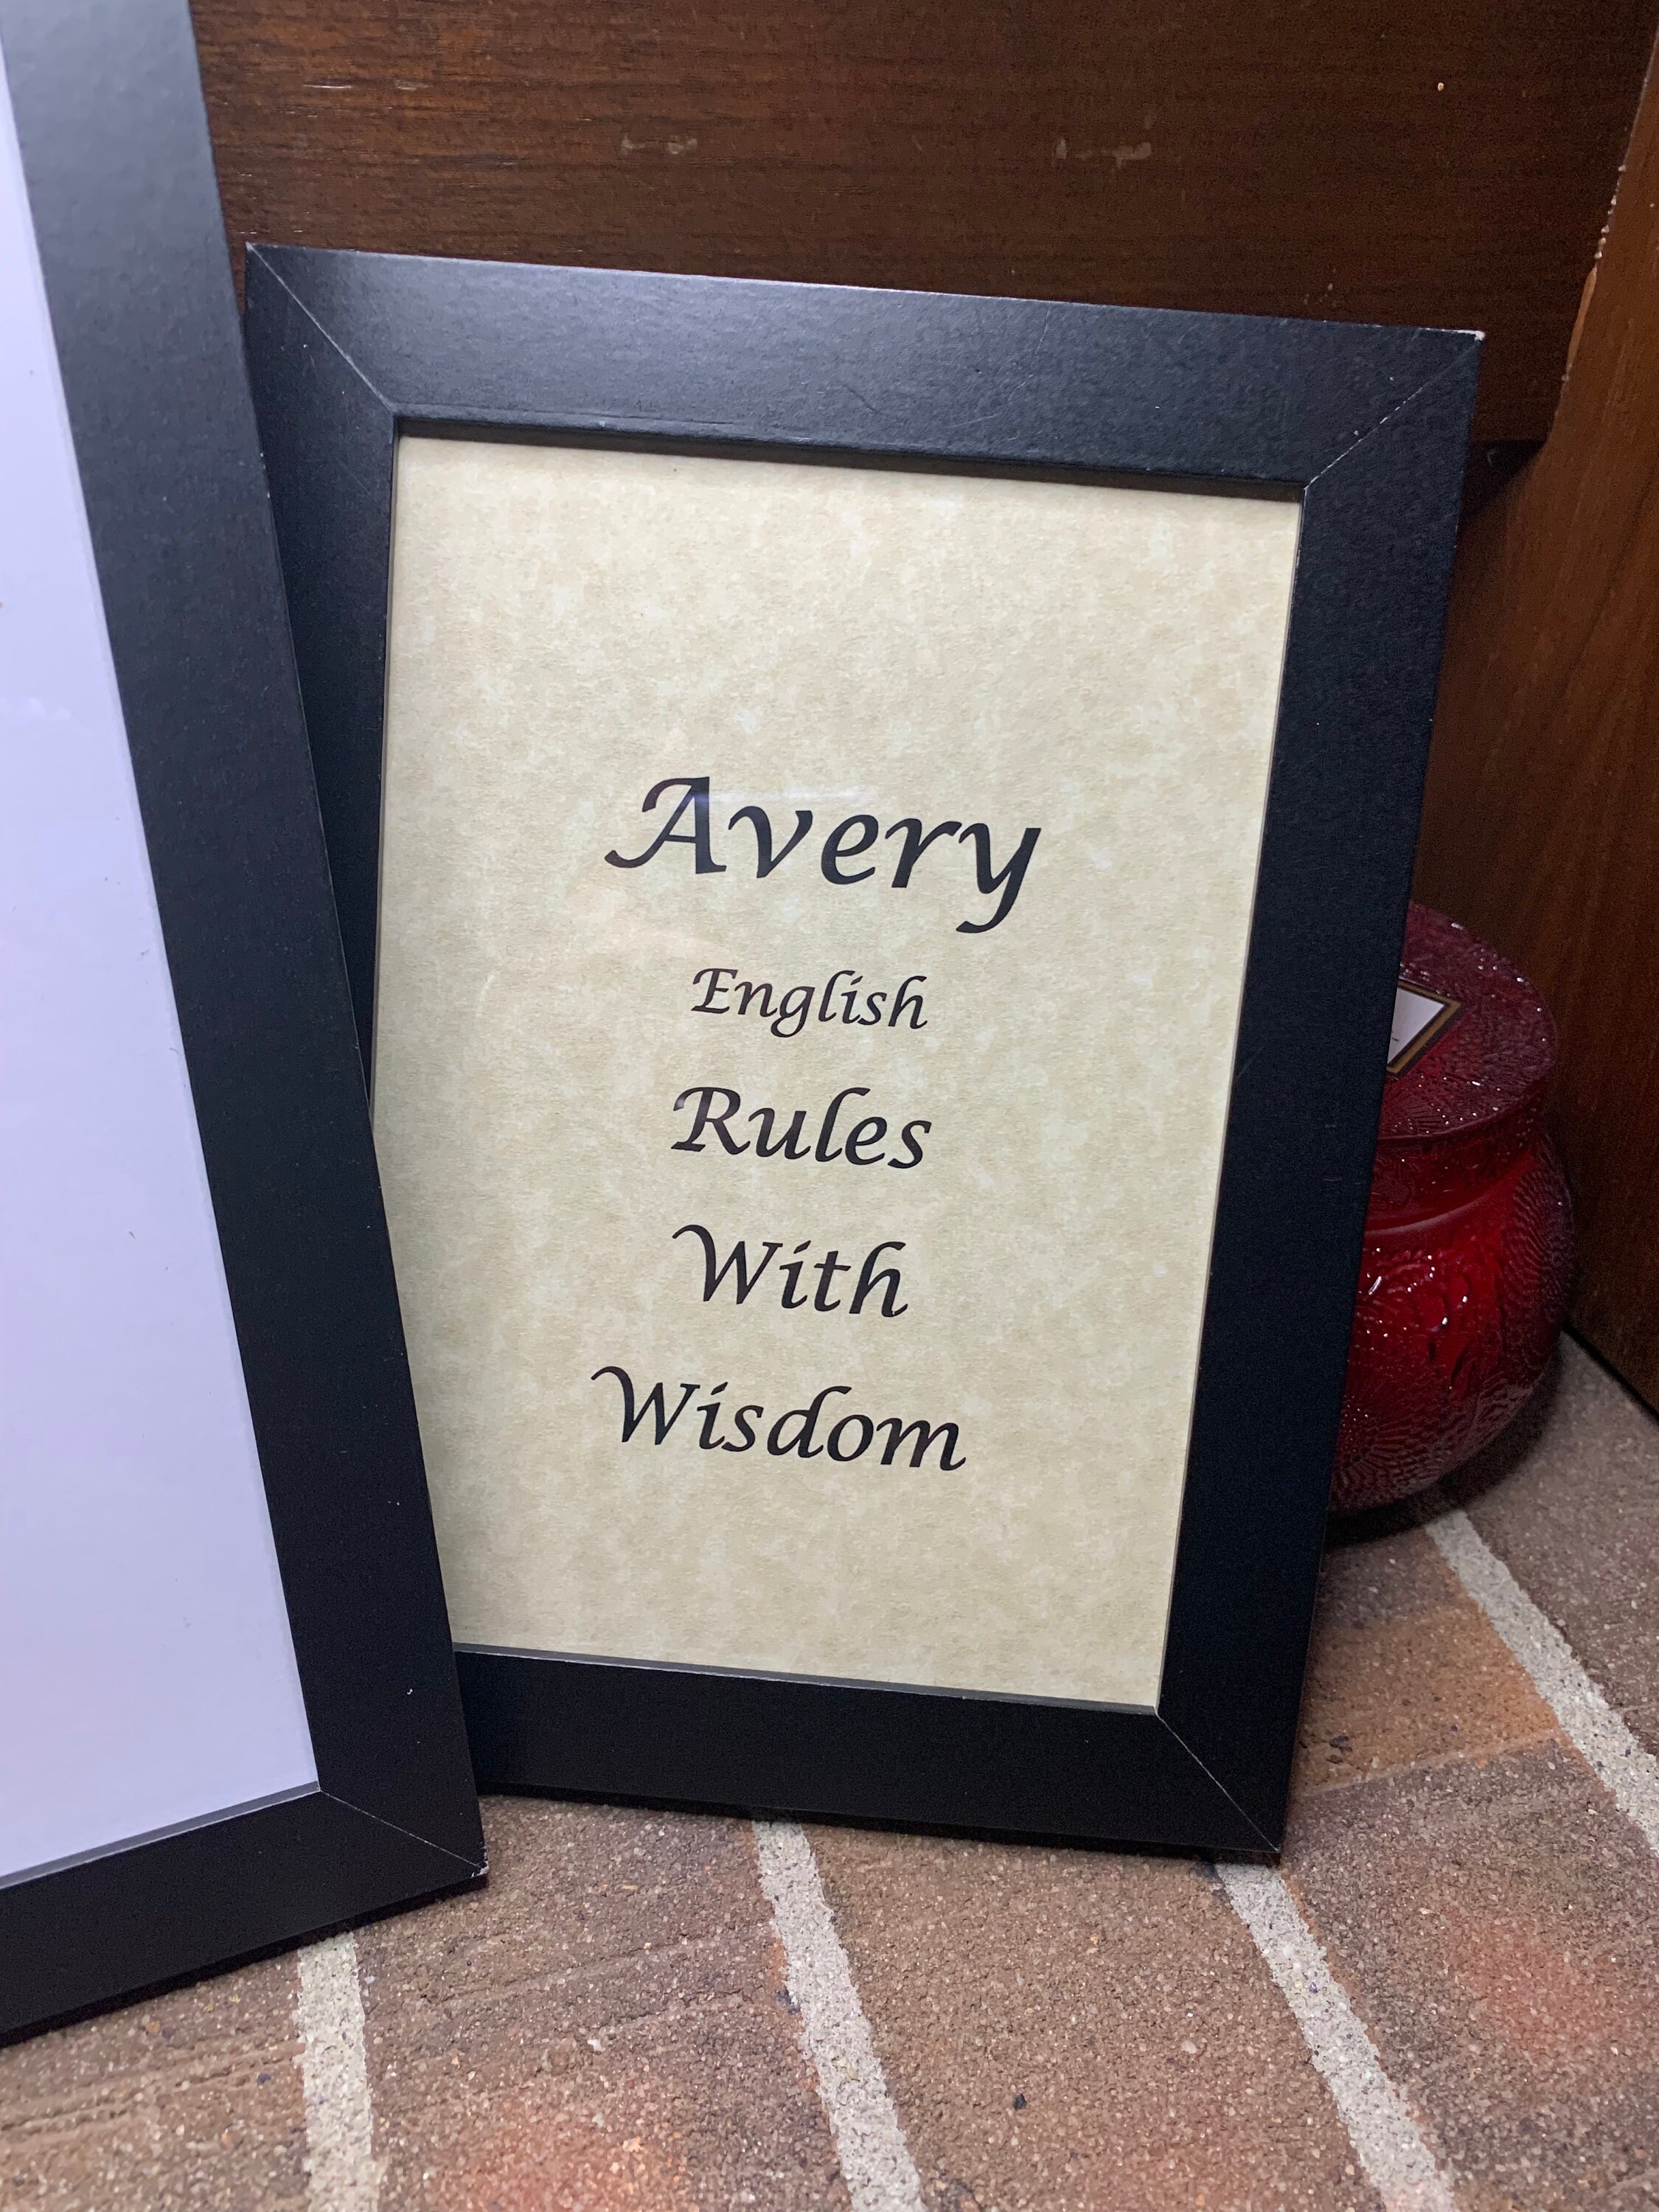 Avery
English
Rules
With
Wisdom